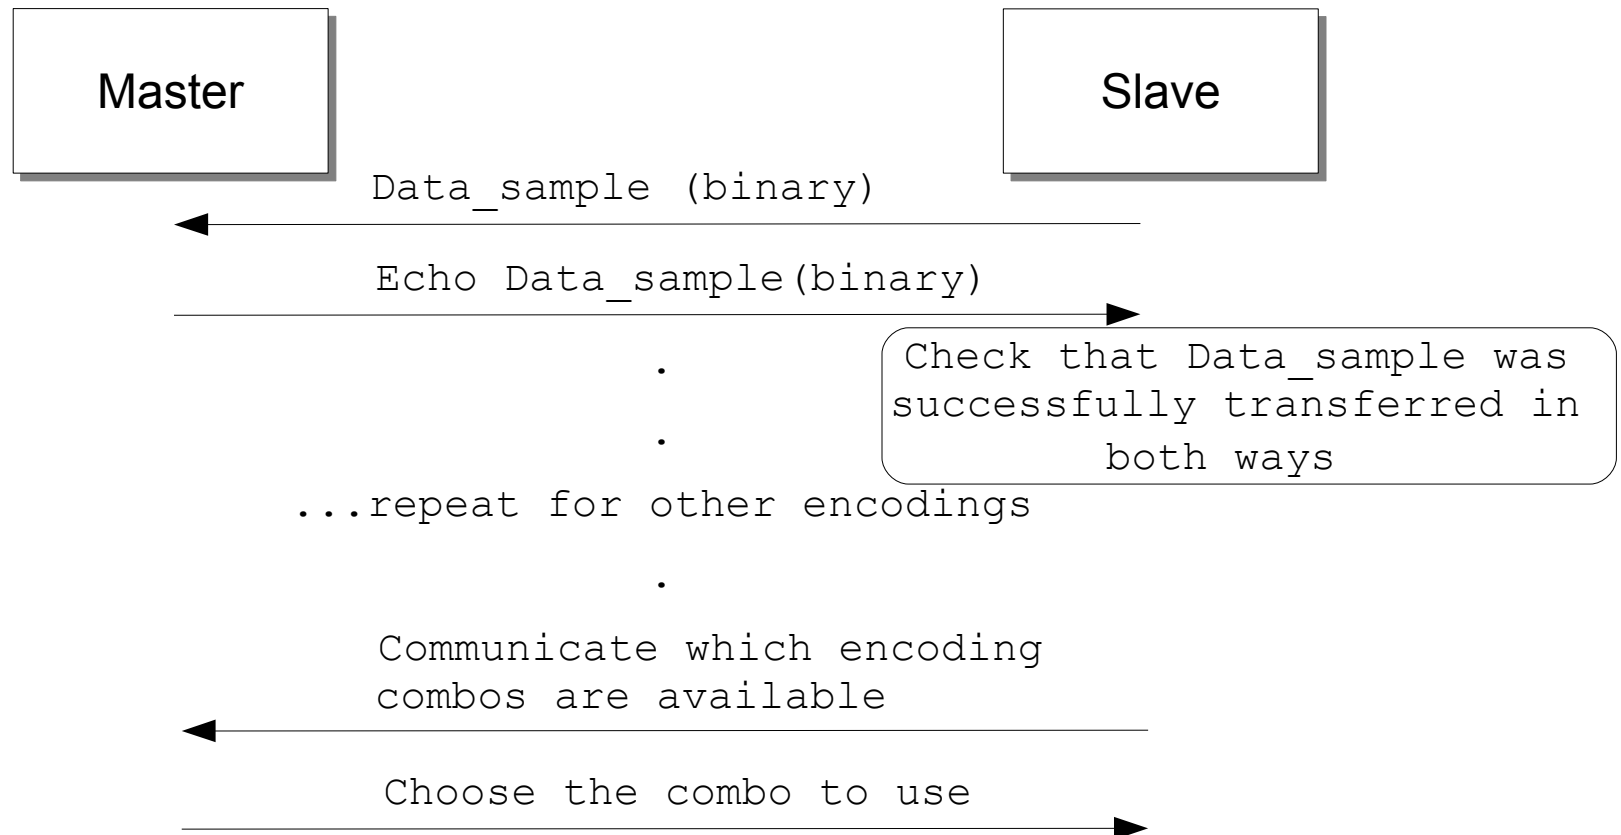 Master
Slave
Data_sample (binary)
Echo Data_sample(binary)
Check that Data_sample was
successfully transferred in
both ways
.
.
...repeat for other encodings
.
Communicate which encoding
combos are available
Choose the combo to use